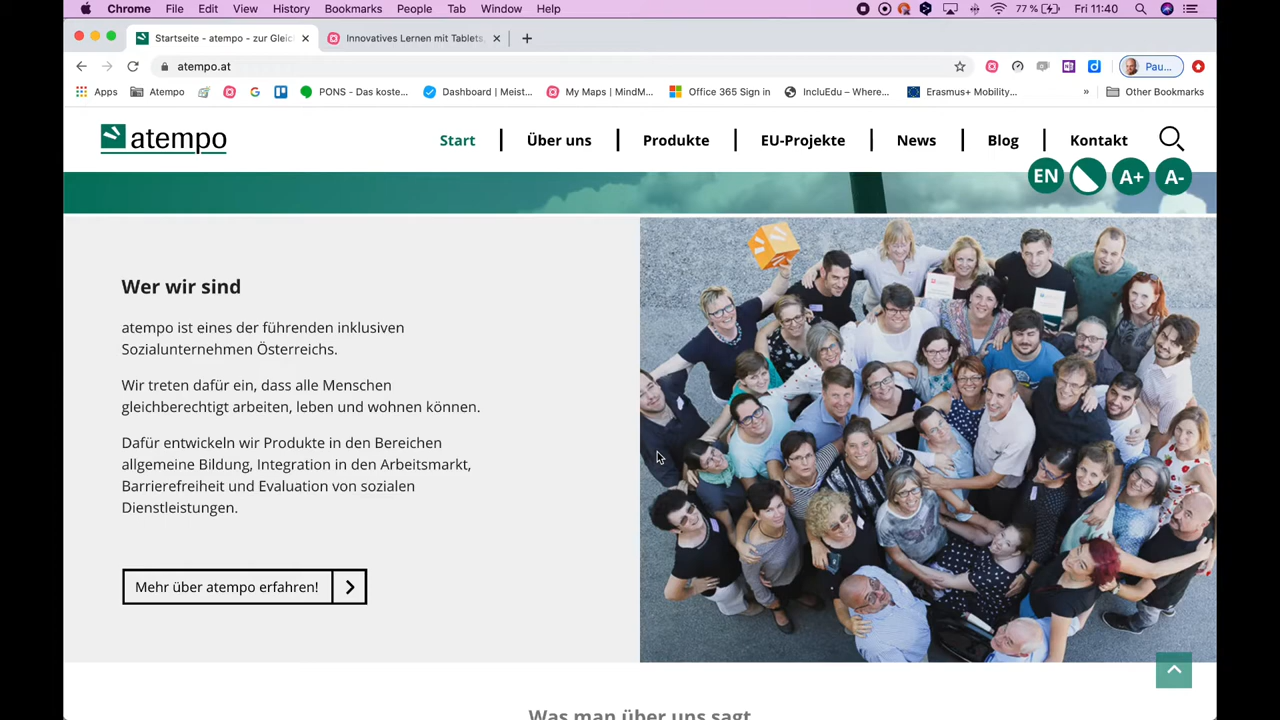 Chrome File Edit View History Bookmarks People Tab Window Help 77 % Fri 11:40
Startseite - atempo - zur Gleich Innovatives Lernen mit Tablets,
atempo.at Pau...
Apps Atempo PONS - Das koste... Dashboard | Meist... My Maps | MindM... Office 365 Sign in IncluEdu – Where... Erasmus+ Mobility... » Other Bookmarks
atempo Start Über uns Produkte EU-Projekte News Blog Kontakt
EN A+ A-
Wer wir sind
atempo ist eines der führenden inklusiven
Sozialunternehmen Österreichs.
Wir treten dafür ein, dass alle Menschen
gleichberechtigt arbeiten, leben und wohnen können.
Dafür entwickeln wir Produkte in den Bereichen
allgemeine Bildung, Integration in den Arbeitsmarkt,
Barrierefreiheit und Evaluation von sozialen
Dienstleistungen.
Mehr über atempo erfahren!
Was man über uns sagt